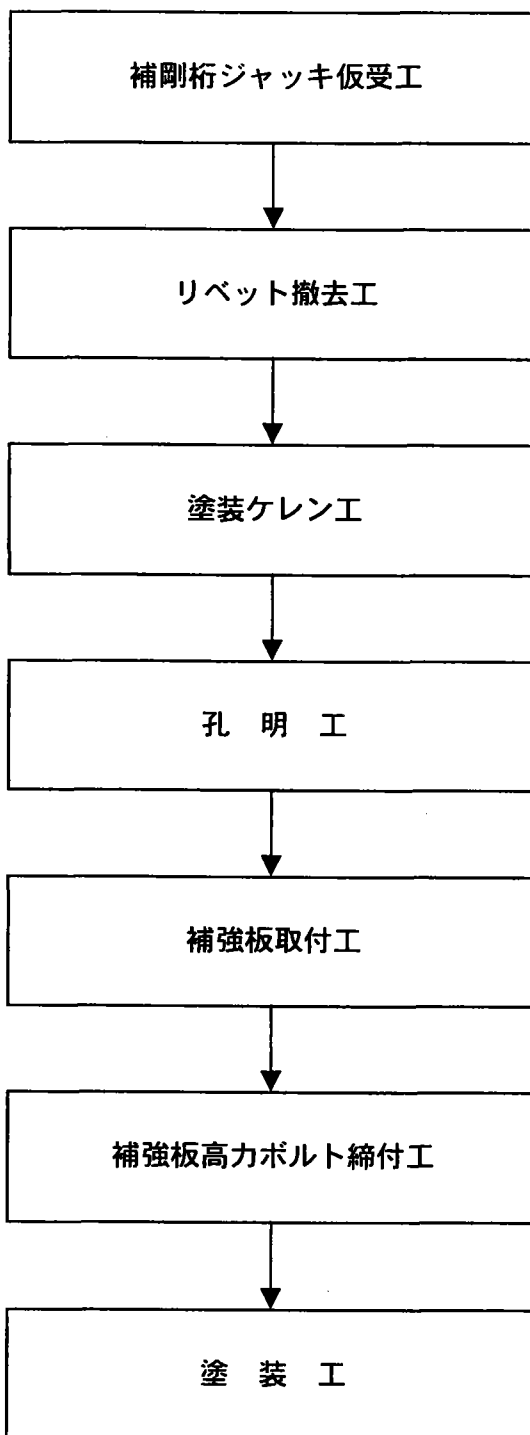 補剛桁ジャッキ仮受工
リベット撤去工
塗装ケレン工
孔　明　工
補強板取付工
補強板高力ボルト締付工
塗　装　工